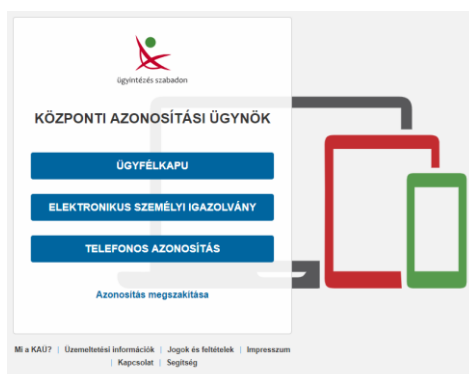 ügyintézés szabadon
KÖZPONTI AZONOSÍTÁSI ÜGYNÖK
ÜGYFÉLKAPU
ELEKTRONIKUS SZEMÉLYI IGAZOLVÁNY
TELEFONOS AZONOSÍTÁS
Azonosítás megszakítása
Mi a KAÜ? | Üzemeltetési információk | Jogok és feltételek | Impresszum
| Kapcsolat | Segítség